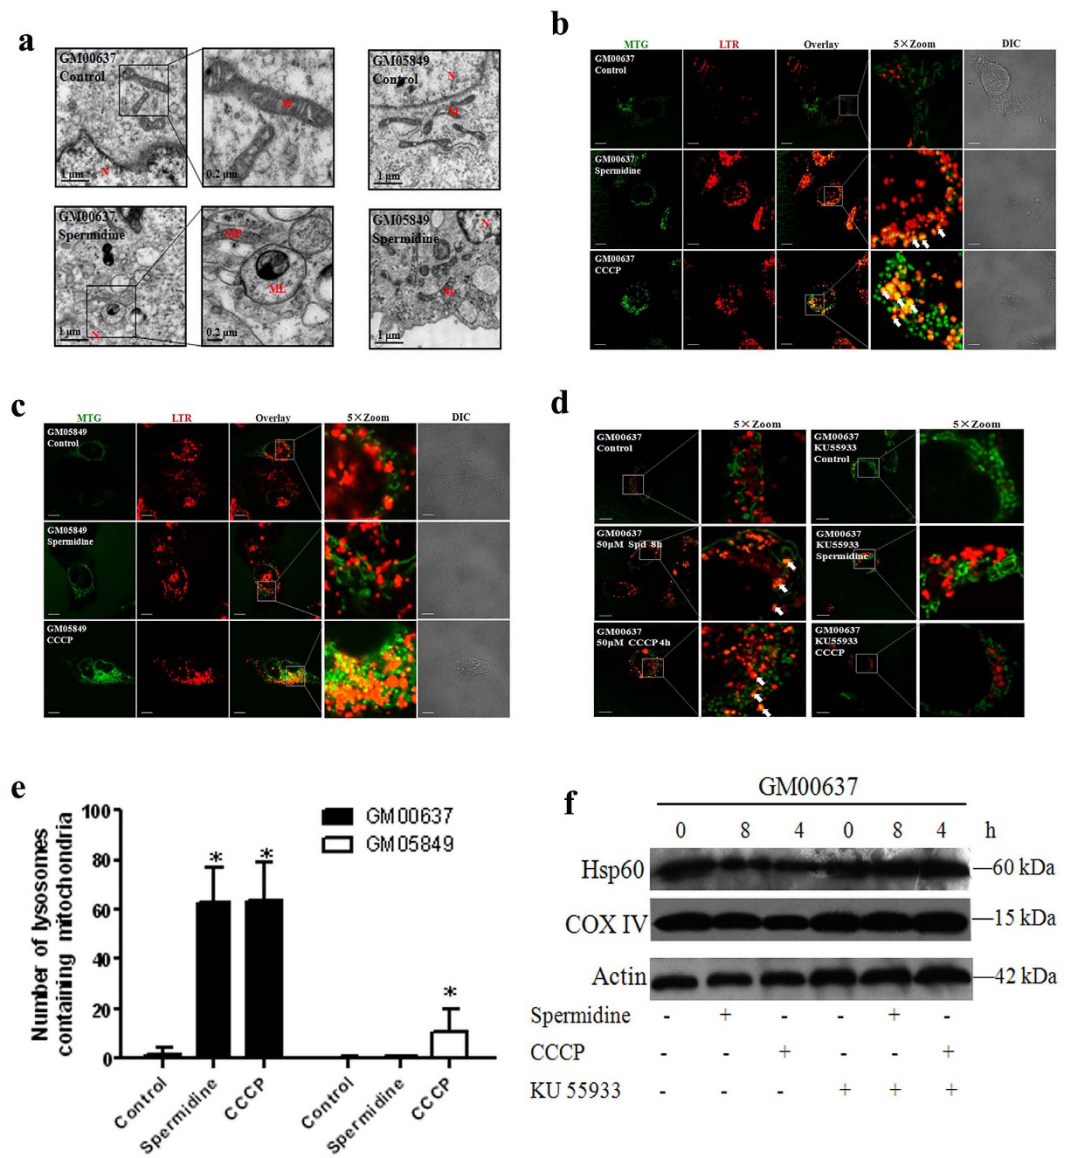 a
GM00637
Control
M
N
1 μm
0.2 μm
GM05849
Control
N
M
1 μm
GM00637
Spermidine
N
1 μm
MP
ML
0.2 μm
GM05849
Spermidine
N
M
1 μm
b
MTG LTR Overlay 5×Zoom DIC
GM00637
Control
GM00637
Spermidine
GM00637
CCCP
c
MTG LTR Overlay 5×Zoom DIC
GM05849
Control
GM05849
Spermidine
GM05849
CCCP
d
5×Zoom 5×Zoom
GM00637
Control
GM00637
KU55933
Control
GM00637
50μM Spd 8h
GM00637
KU55933
Spermidine
GM00637
50μM CCCP 4h
GM00637
KU55933
CCCP
e
Number of lysosomes
containing mitochondria
100
80
60
40
20
0
GM00637
GM05849
* * *
Control Spermidine CCCP Control Spermidine CCCP
f
GM00637
0 8 4 0 8 4 h
Hsp60 60 kDa
COX IV 15 kDa
Actin 42 kDa
Spermidine - + - - + -
CCCP - - + - - +
KU 55933 - - - + + +